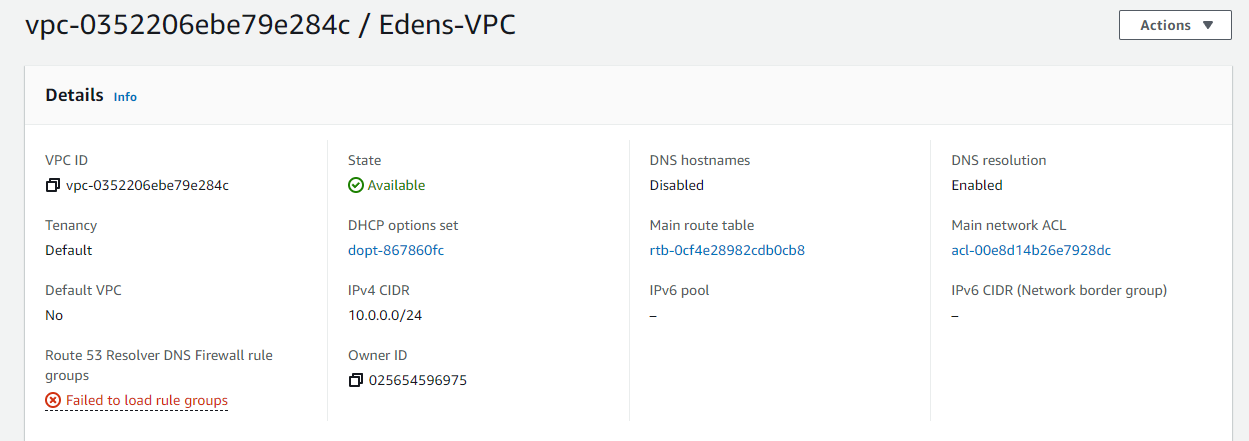 vpc-0352206ebe79e284c / Edens-VPC
Actions
Details Info
VPC ID
vpc-0352206ebe79e284c
State
Available
DNS hostnames
Disabled
DNS resolution
Enabled
Tenancy
Default
DHCP options set
dopt-867860fc
Main route table
rtb-0cf4e28982cdb0cb8
Main network ACL
acl-00e8d14b26e7928dc
Default VPC
No
IPv4 CIDR
10.0.0.0/24
IPv6 pool
–
IPv6 CIDR (Network border group)
–
Route 53 Resolver DNS Firewall rule
groups
Failed to load rule groups
Owner ID
025654596975